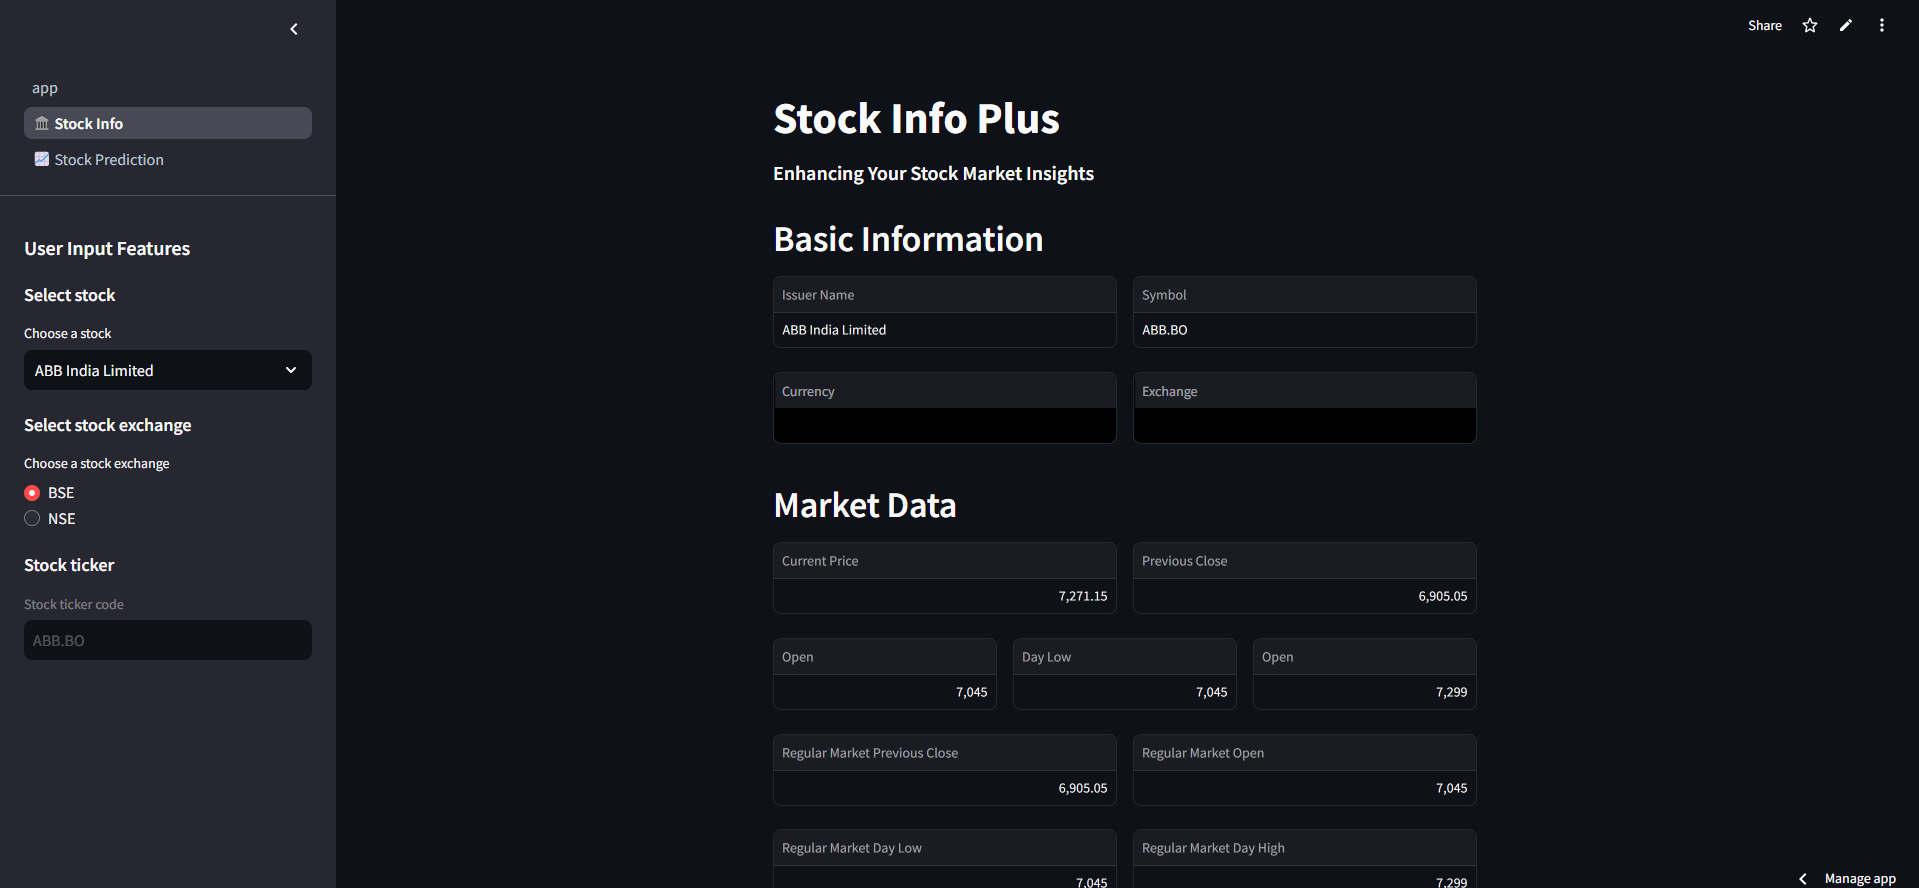 app
Stock Info
Stock Prediction
User Input Features
Select stock
Choose a stock
ABB India Limited
Select stock exchange
Choose a stock exchange
BSE
NSE
Stock ticker
Stock ticker code
ABB.BO
Share
Stock Info Plus
Enhancing Your Stock Market Insights
Basic Information
Issuer Name
ABB India Limited
Symbol
ABB.BO
Currency
Exchange
Market Data
Current Price
7,271.15
Previous Close
6,905.05
Open
7,045
Day Low
7,045
Open
7,299
Regular Market Previous Close
6,905.05
Regular Market Open
7,045
Regular Market Day Low
7,045
Regular Market Day High
7,299
Manage app